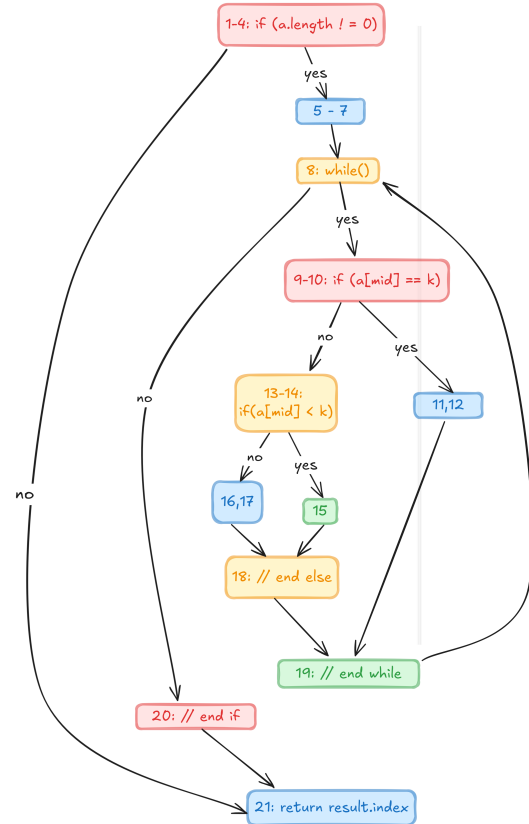 1-4: if (a.length ! = 0)
yes
5 - 7
8: while()
yes
9-10: if (a[mid] == k)
no
yes
no
13-14:
if(a[mid] < k)
11,12
no
yes
no
16,17
15
18: // end else
19: // end while
20: // end if
21: return result.index